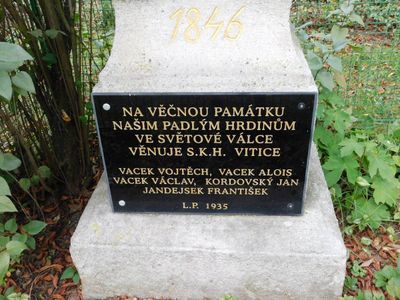 1846
NA VĚČNOU PAMÁTKU
NAŠIM PADLÝM HRDINŮM
VE SVĚTOVÉ VÁLCE
VĚNUJE S.K.H. VITICE
VACEK VOJTĚCH, VACEK ALOIS
VACEK VÁCLAV, KORDOVSKÝ JAN
JANDEJSEK FRANTIŠEK
L.P. 1935